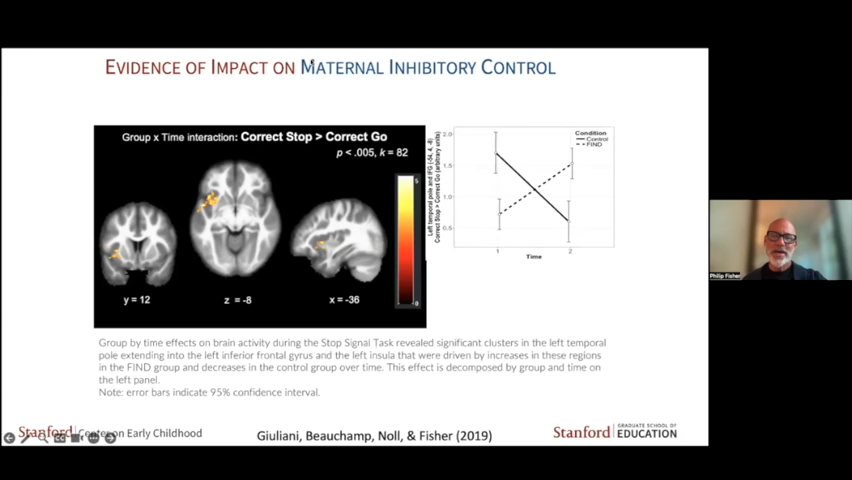 EVIDENCE OF IMPACT ON MATERNAL INHIBITORY CONTROL
Group x Time interaction: Correct Stop > Correct Go
p < .005, k = 82
5
0
y = 12
z = -8
x = -36
Left temporal pole and IFG (-54, 4, -8)
Correct Stop > Correct Go (arbitrary units)
2.0
1.5
1.0
0.5
1
2
Time
Condition
Control
FIND
Philip Fisher
Group by time effects on brain activity during the Stop Signal Task revealed significant clusters in the left temporal
pole extending into the left inferior frontal gyrus and the left insula that were driven by increases in these regions
in the FIND group and decreases in the control group over time. This effect is decomposed by group and time on
the left panel.
Note: error bars indicate 95% confidence interval.
Stanford Center on Early Childhood
Giuliani, Beauchamp, Noll, & Fisher (2019)
Stanford GRADUATE SCHOOL OF
EDUCATION